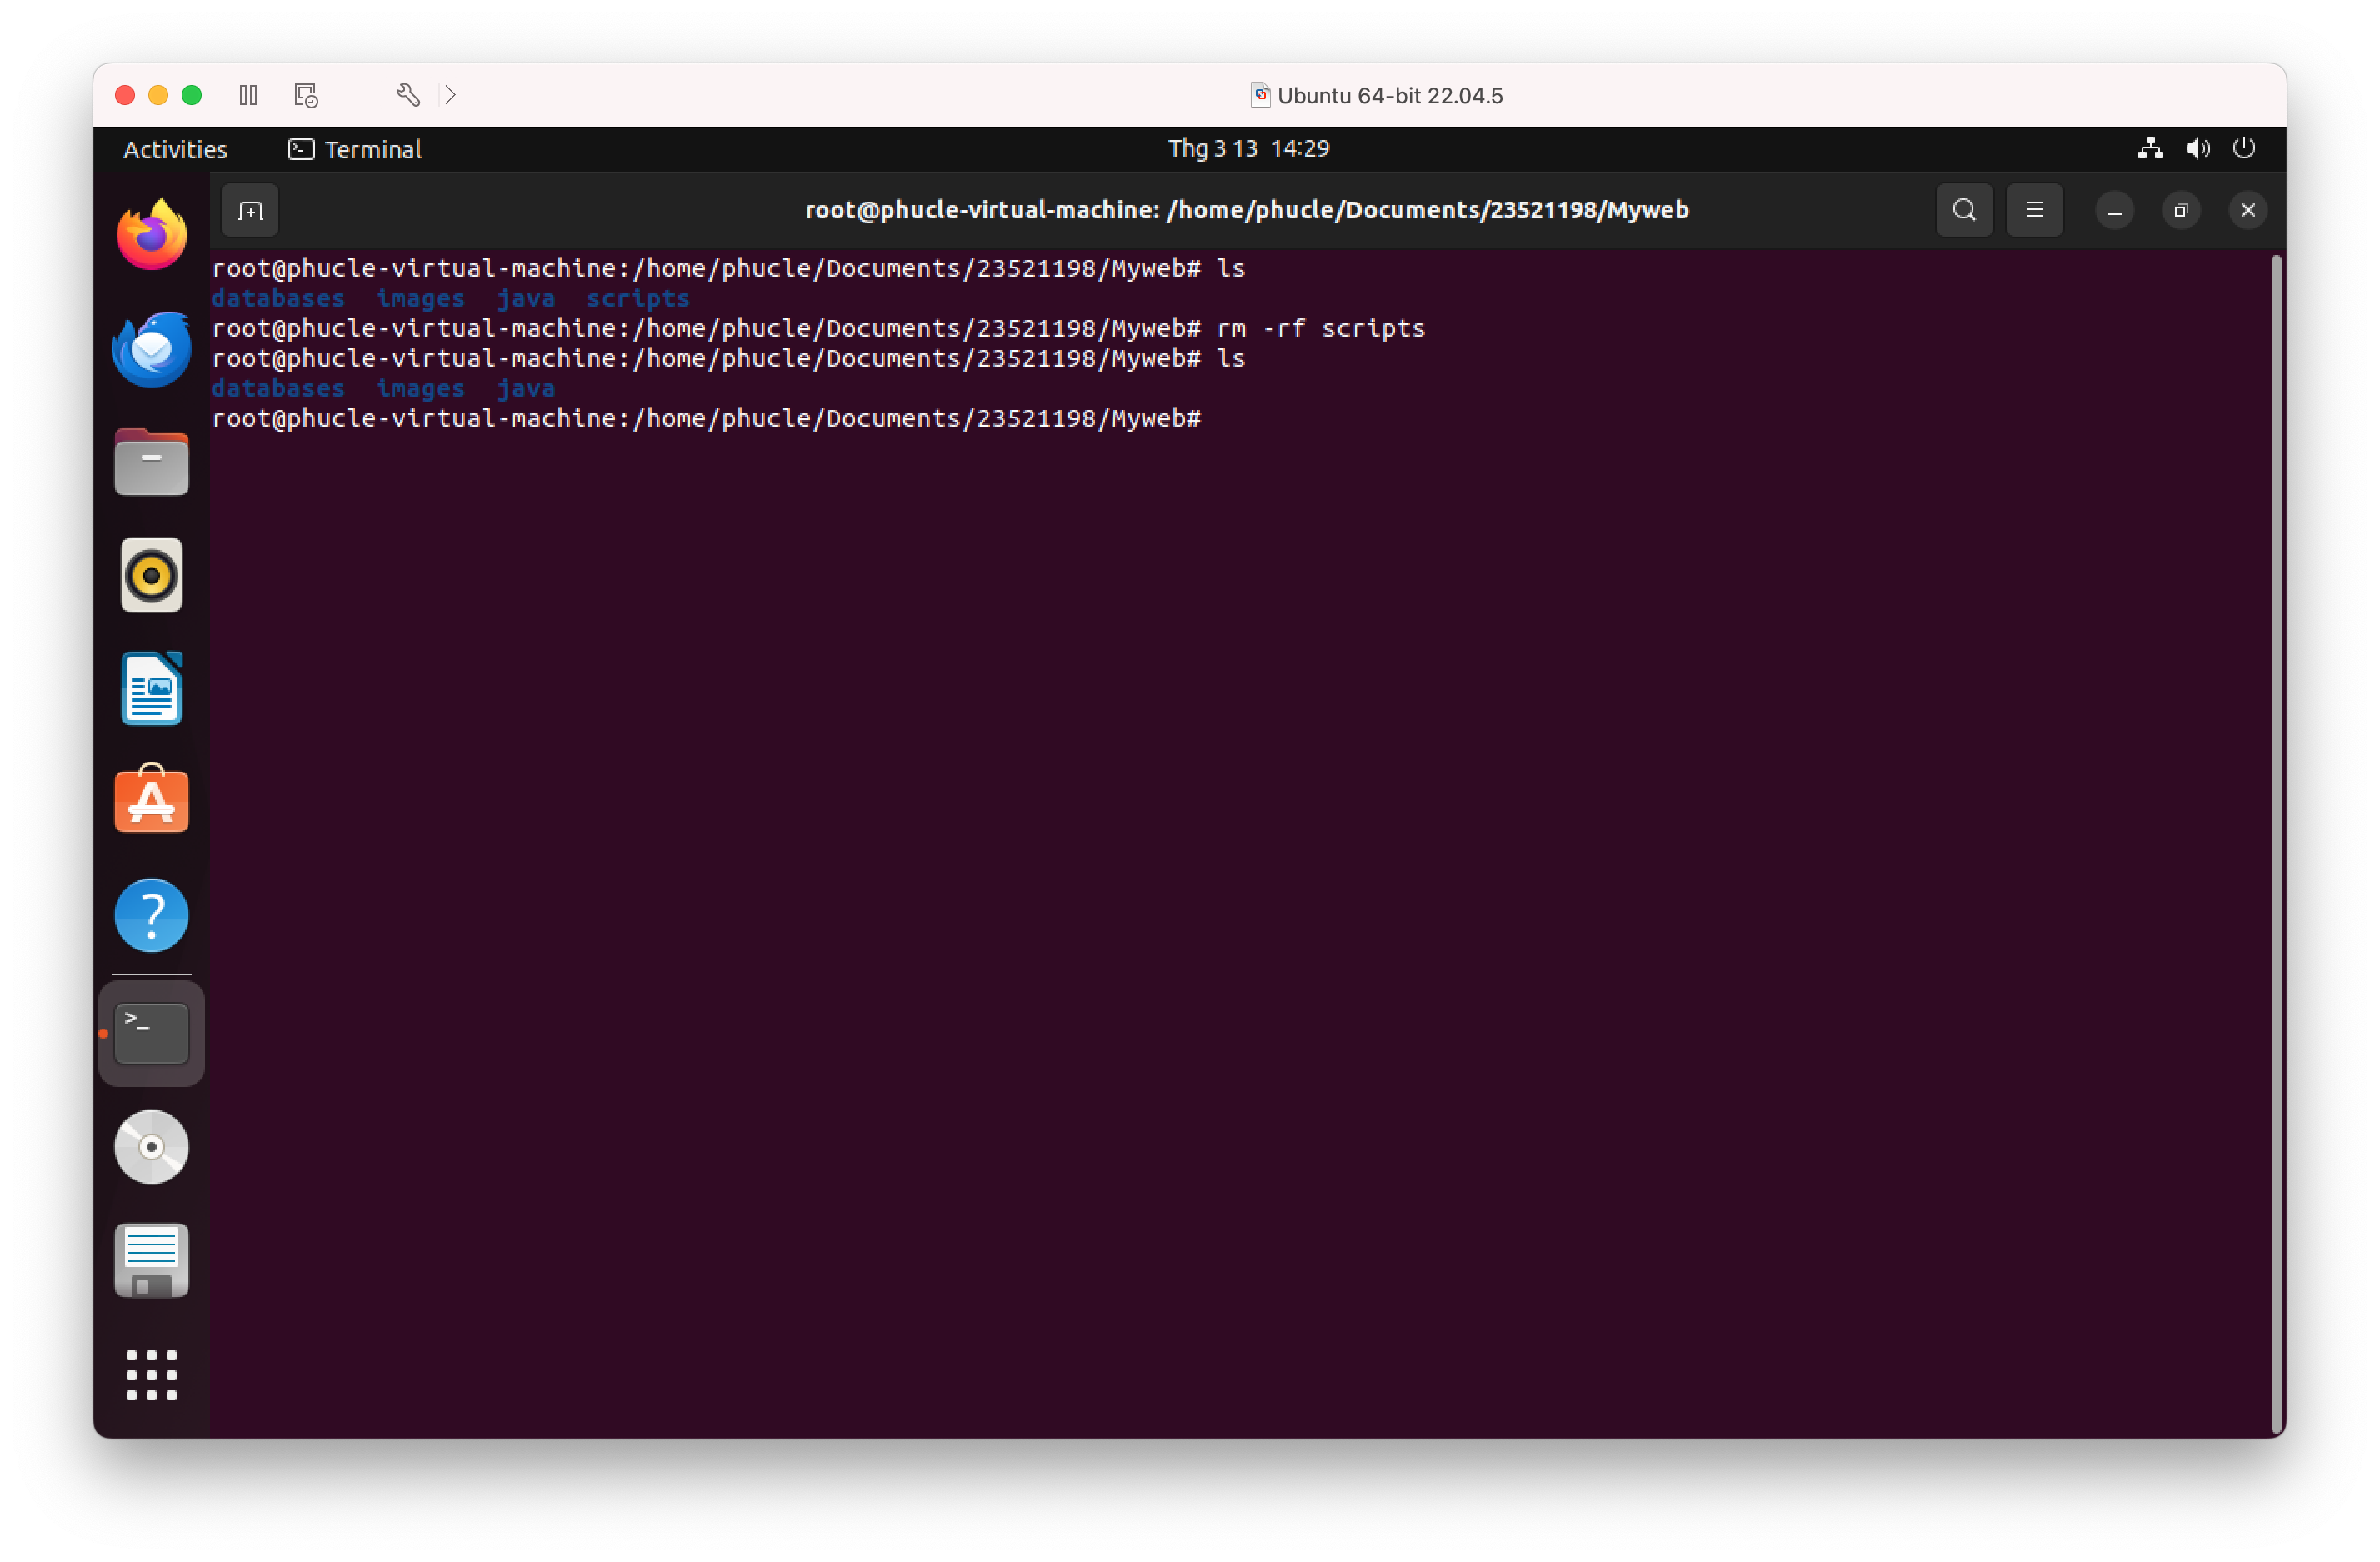 Ubuntu 64-bit 22.04.5
Activities
Terminal
Thg 3 13 14:29
root@phucle-virtual-machine: /home/phucle/Documents/23521198/Myweb
root@phucle-virtual-machine:/home/phucle/Documents/23521198/Myweb# ls
databases  images  java  scripts
root@phucle-virtual-machine:/home/phucle/Documents/23521198/Myweb# rm -rf scripts
root@phucle-virtual-machine:/home/phucle/Documents/23521198/Myweb# ls
databases  images  java
root@phucle-virtual-machine:/home/phucle/Documents/23521198/Myweb#